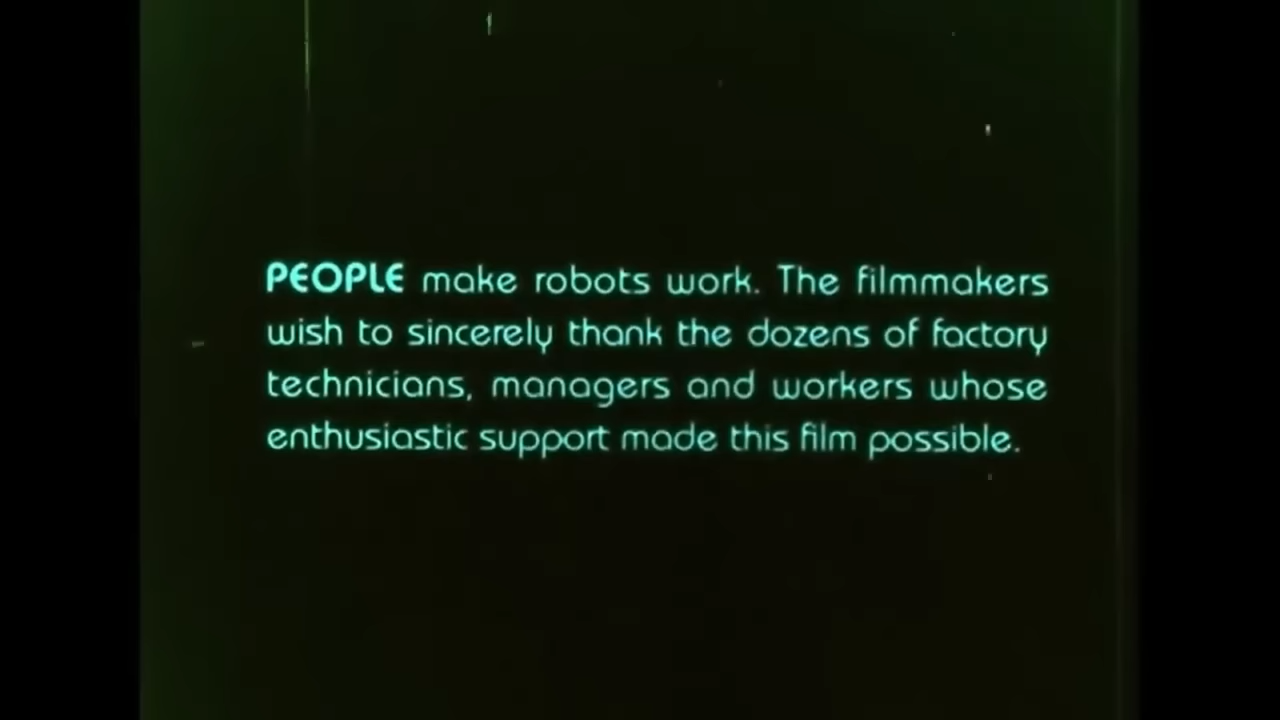 PEOPLE make robots work. The filmmakers
wish to sincerely thank the dozens of factory
technicians, managers and workers whose
enthusiastic support made this film possible.